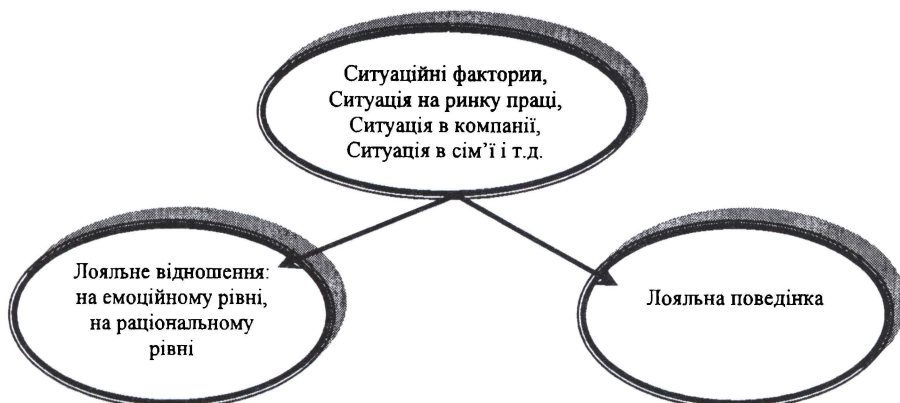 Ситуаційні фактории,
Ситуація на ринку праці,
Ситуація в компанії,
Ситуація в сім’ї і т.д.
Лояльне відношення:
на емоційному рівні,
на раціональному
рівні
Лояльна поведінка